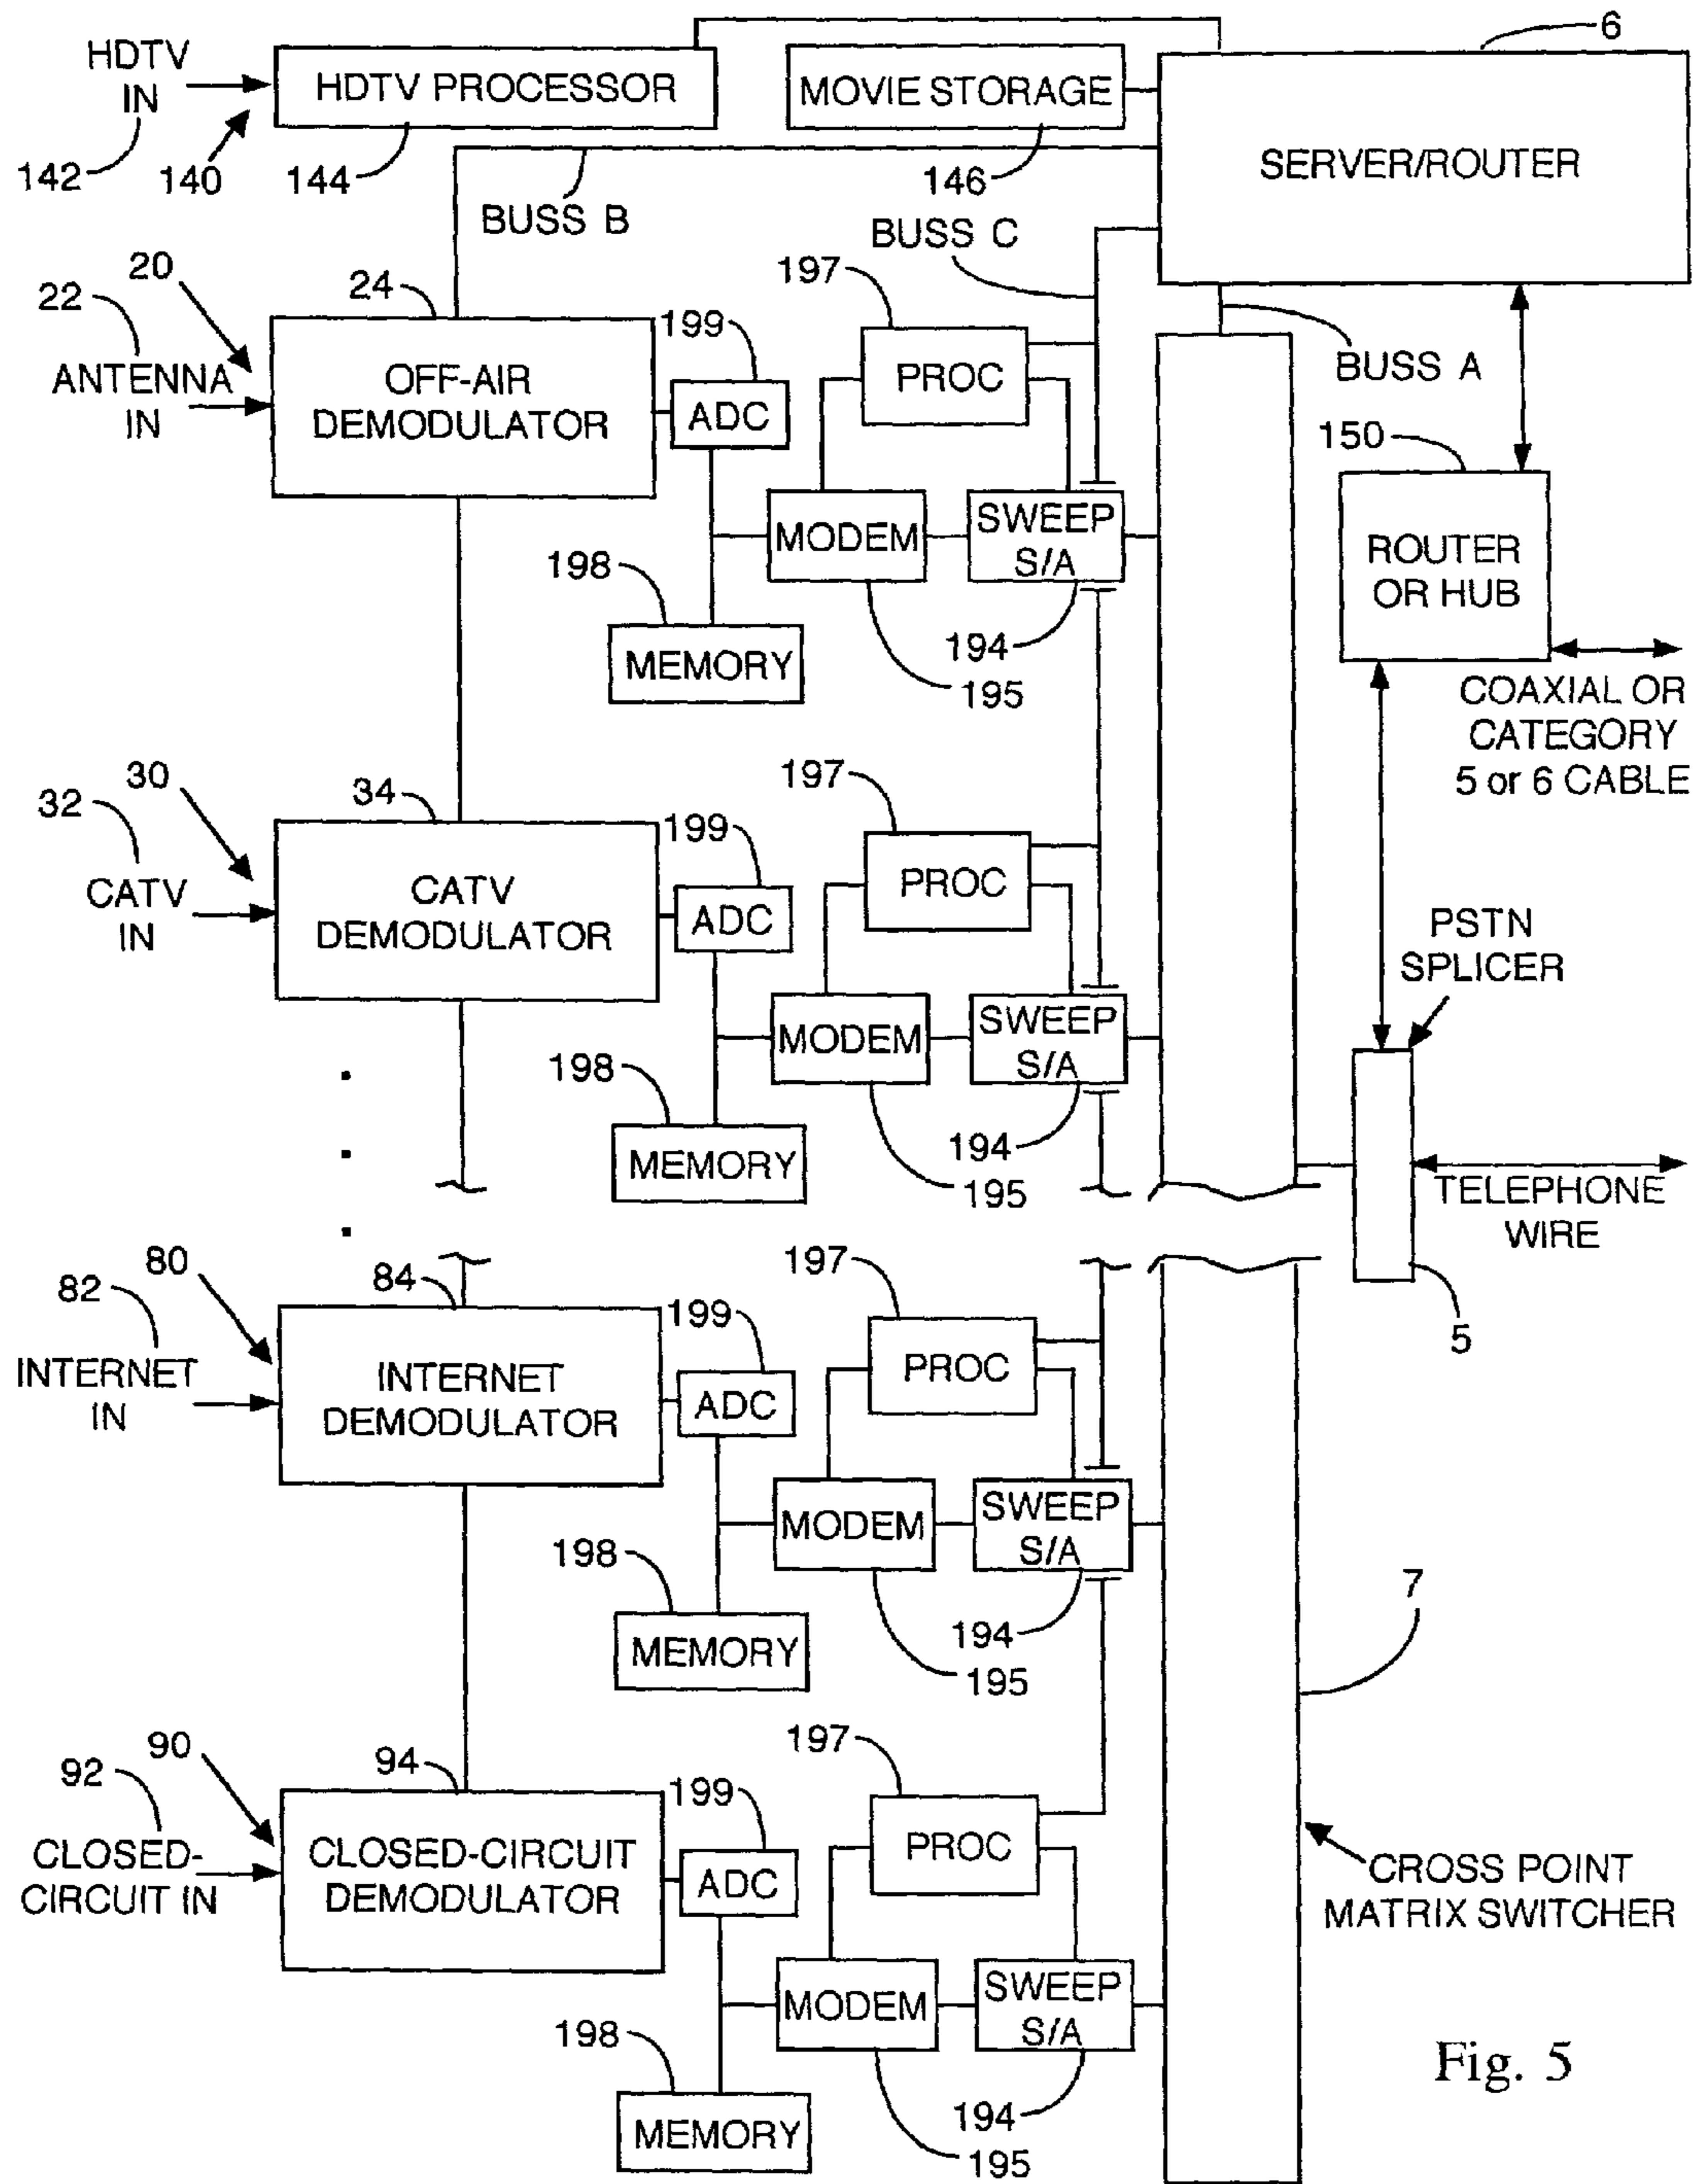 6
HDTV
IN
HDTV PROCESSOR
MOVIE STORAGE
SERVER/ROUTER
142
140
144
146
BUSS B
BUSS C
BUSS A
20
22
24
199
197
ANTENNA
IN
OFF-AIR
DEMODULATOR
ADC
PROC
150
MODEM
SWEEP
S/A
ROUTER
OR HUB
198
194
MEMORY
195
COAXIAL OR
CATEGORY
5 or 6 CABLE
30
32
34
199
197
CATV
IN
CATV
DEMODULATOR
ADC
PROC
PSTN
SPLICER
MODEM
SWEEP
S/A
198
194
MEMORY
195
TELEPHONE
WIRE
5
80
82
84
199
197
INTERNET
IN
INTERNET
DEMODULATOR
ADC
PROC
MODEM
SWEEP
S/A
198
194
MEMORY
195
7
90
92
94
199
197
CLOSED-
CIRCUIT IN
CLOSED-CIRCUIT
DEMODULATOR
ADC
PROC
CROSS POINT
MATRIX SWITCHER
MODEM
SWEEP
S/A
198
194
MEMORY
195
Fig. 5